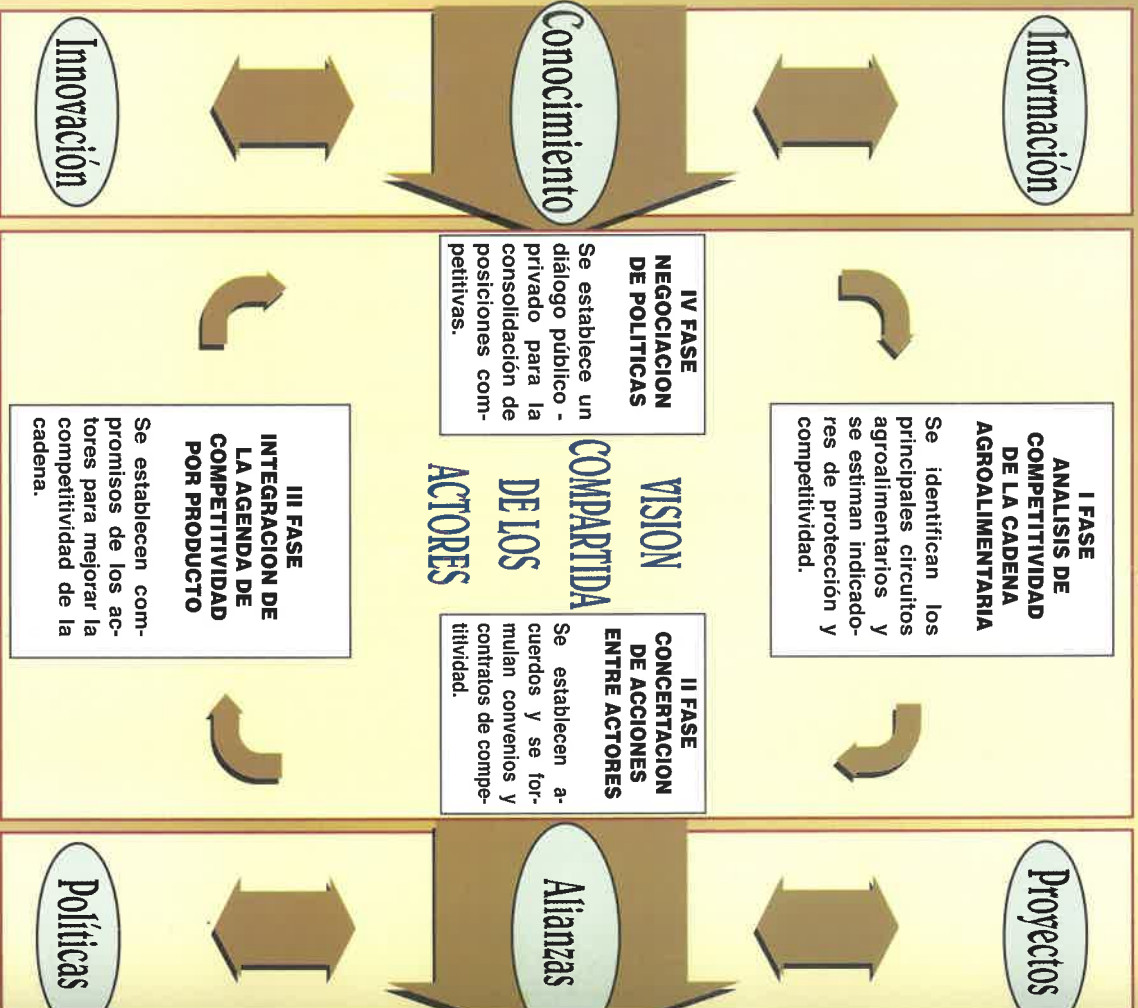 Información
Conocimiento
Innovación
I FASE
ANALISIS DE
COMPETITIVIDAD
DE LA CADENA
AGROALIMENTARIA
Se identifican los
principales circuitos
agroalimentarios y
se estiman indicado-
res de protección y
competitividad.
IV FASE
NEGOCIACION
DE POLITICAS
Se establece un
diálogo público -
privado para la
consolidación de
posiciones com-
petitivas.
VISION
COMPARTIDA
DE LOS
ACTORES
II FASE
CONCERTACION
DE ACCIONES
ENTRE ACTORES
Se establecen a-
cuerdos y se for-
mulan convenios y
contratos de compe-
titividad.
III FASE
INTEGRACION DE
LA AGENDA DE
COMPETITIVIDAD
POR PRODUCTO
Se establecen com-
promisos de los ac-
tores para mejorar la
competitividad de la
cadena.
Proyectos
Alianzas
Políticas